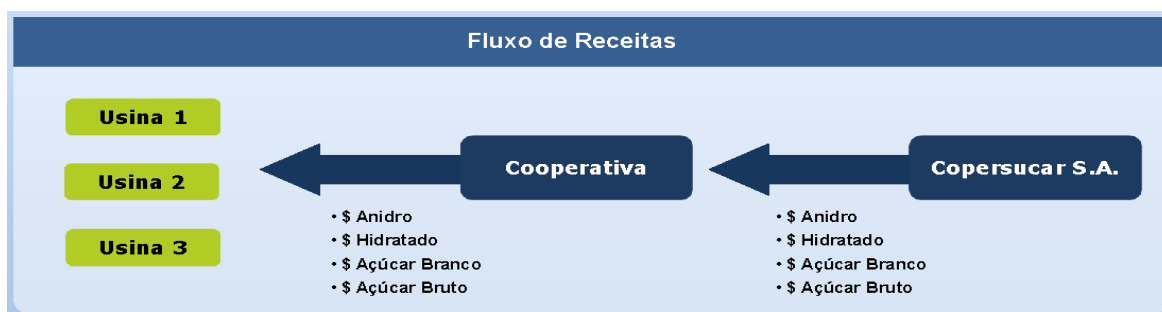 Fluxo de Receitas
Usina 1
Usina 2
Usina 3
Cooperativa
• $ Anidro
• $ Hidratado
• $ Açúcar Branco
• $ Açúcar Bruto
Copersucar S.A.
• $ Anidro
• $ Hidratado
• $ Açúcar Branco
• $ Açúcar Bruto